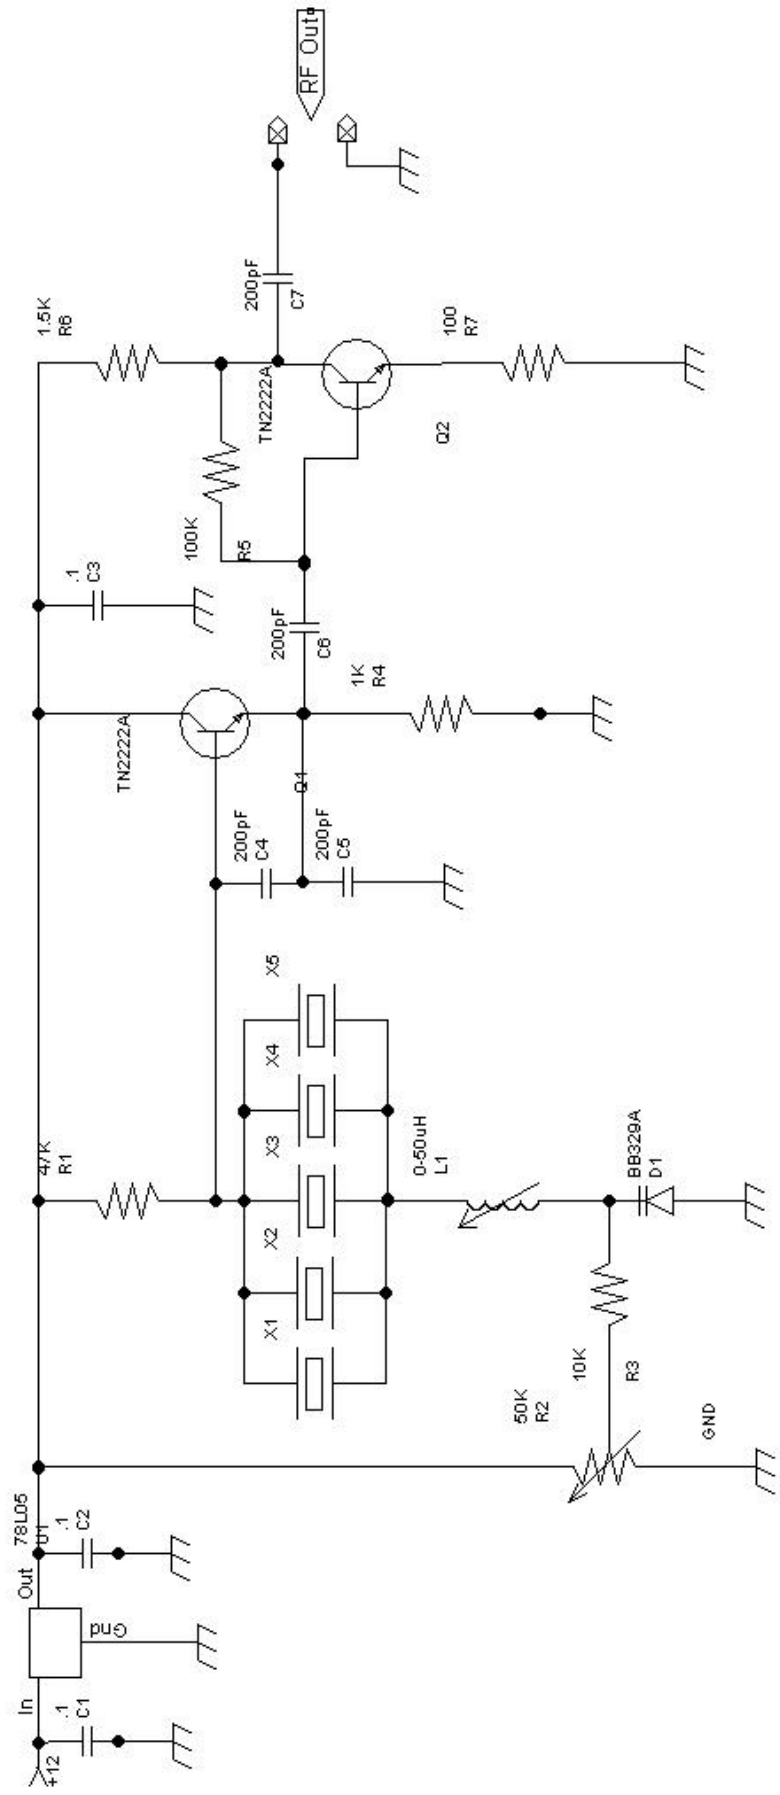 +12
In
.1
C1
Gnd
Out
78L05
U1
.1
C2
50K
R2
GND
10K
R3
47K
R1
X1
X2
X3
X4
X5
0-50uH
L1
BB329A
D1
200pF
C4
200pF
C5
TN2222A
Q1
1K
R4
200pF
C6
.1
C3
100K
R5
TN2222A
Q2
1.5K
R6
100
R7
200pF
C7
RF Out